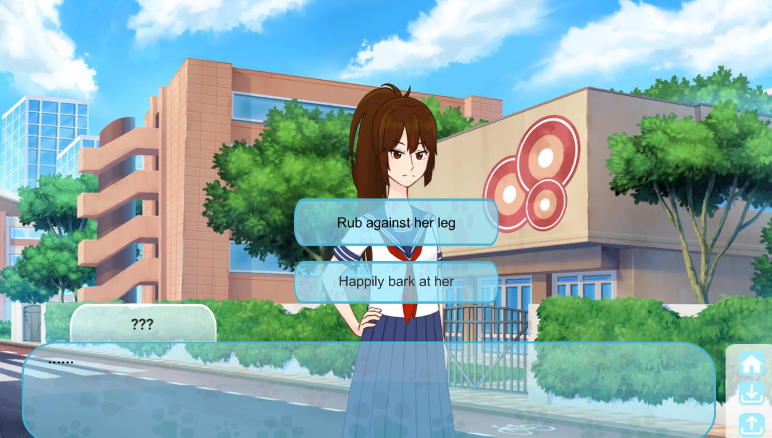 Rub against her leg
Happily bark at her
???
......